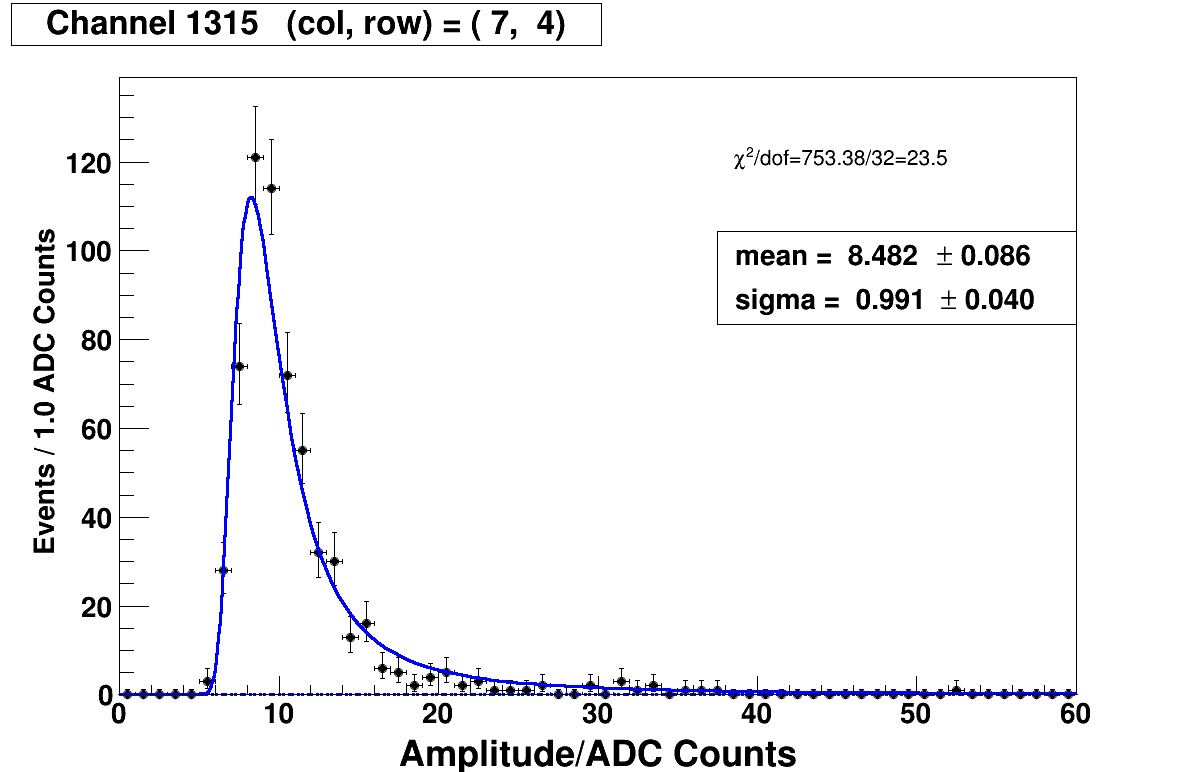 Channel 1315 (col, row) = ( 7, 4)
χ²/dof=753.38/32=23.5
mean = 8.482 ± 0.086
sigma = 0.991 ± 0.040
Events / 1.0 ADC Counts
120
100
80
60
40
20
0
0 10 20 30 40 50 60
Amplitude/ADC Counts